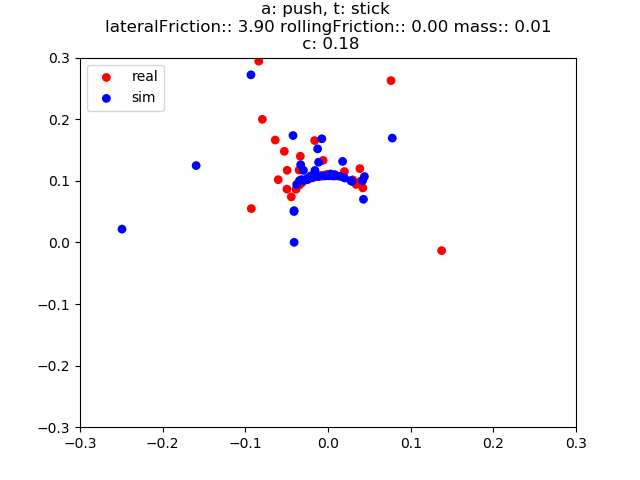 a: push, t: stick
lateralFriction:: 3.90 rollingFriction:: 0.00 mass:: 0.01
c: 0.18
real
sim
0.3
0.2
0.1
0.0
−0.1
−0.2
−0.3
−0.3
−0.2
−0.1
0.0
0.1
0.2
0.3